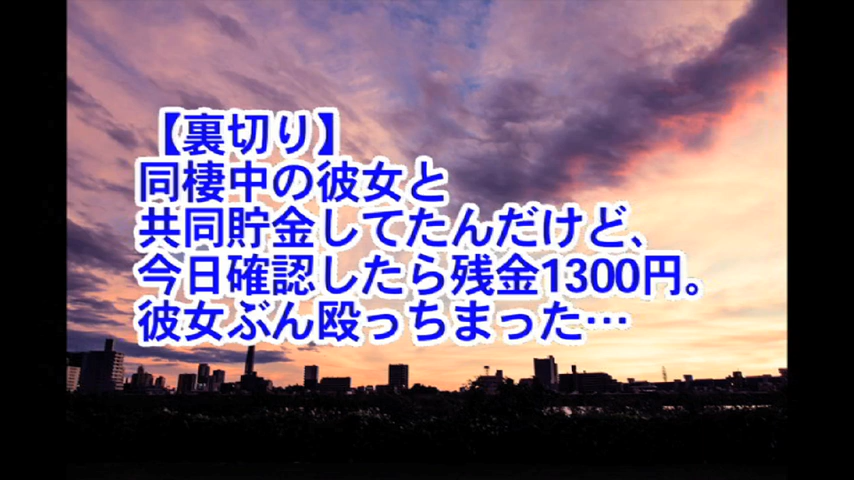 【裏切り】
同棲中の彼女と
共同貯金してたんだけど、
今日確認したら残金1300円。
彼女ぶん殴っちまった…